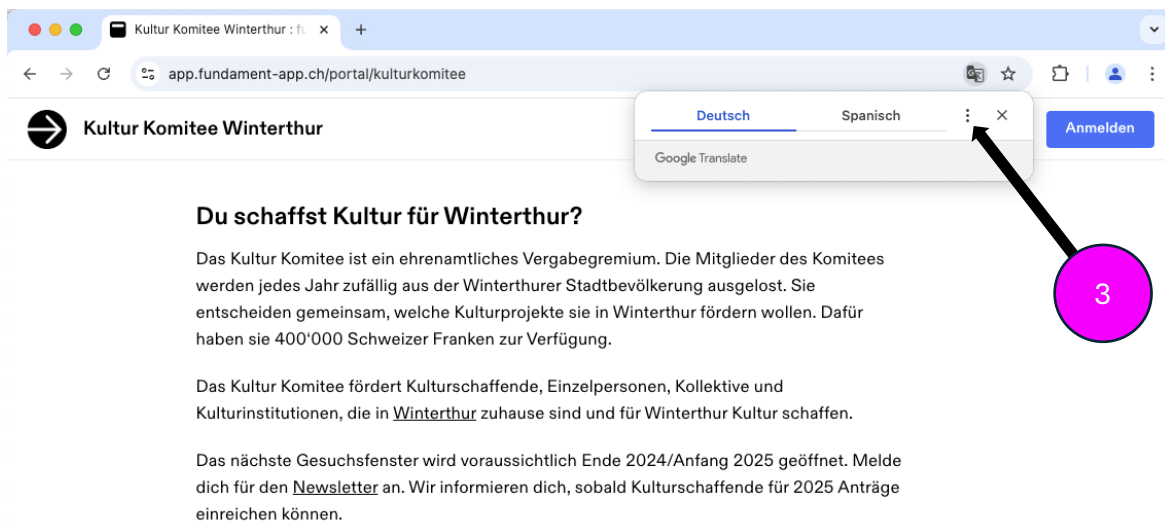 Kultur Komitee Winterthur : fu
app.fundament-app.ch/portal/kulturkomitee
Kultur Komitee Winterthur
Deutsch
Spanisch
Anmelden
Google Translate
Du schaffst Kultur für Winterthur?
Das Kultur Komitee ist ein ehrenamtliches Vergabegremium. Die Mitglieder des Komitees
werden jedes Jahr zufällig aus der Winterthurer Stadtbevölkerung ausgelost. Sie
entscheiden gemeinsam, welche Kulturprojekte sie in Winterthur fördern wollen. Dafür
haben sie 400‘000 Schweizer Franken zur Verfügung.
3
Das Kultur Komitee fördert Kulturschaffende, Einzelpersonen, Kollektive und
Kulturinstitutionen, die in Winterthur zuhause sind und für Winterthur Kultur schaffen.
Das nächste Gesuchsfenster wird voraussichtlich Ende 2024/Anfang 2025 geöffnet. Melde
dich für den Newsletter an. Wir informieren dich, sobald Kulturschaffende für 2025 Anträge
einreichen können.